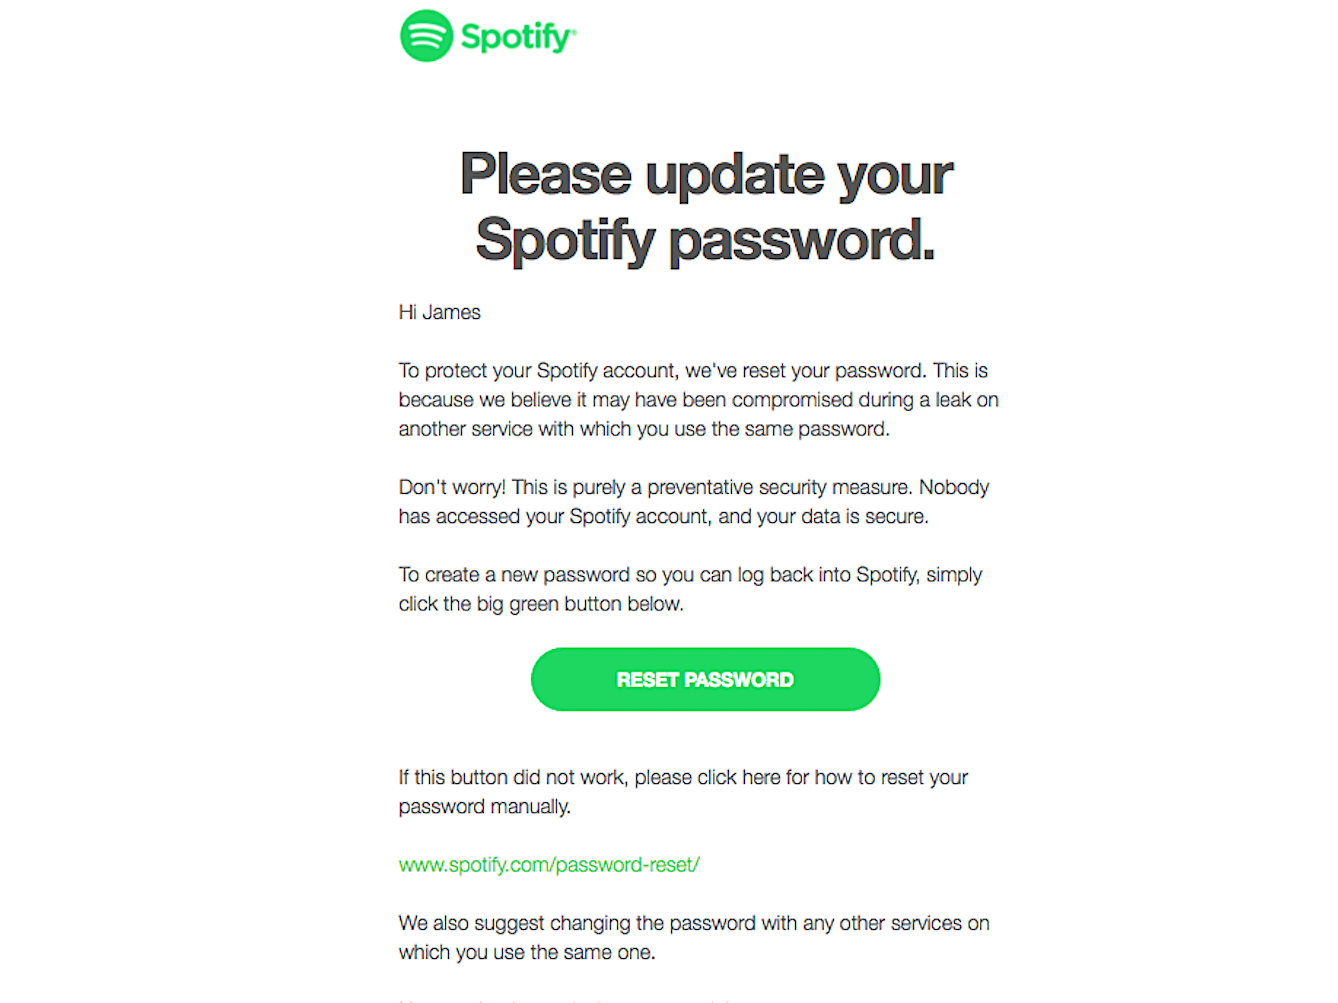 Spotify®
Please update your
Spotify password.
Hi James
To protect your Spotify account, we've reset your password. This is
because we believe it may have been compromised during a leak on
another service with which you use the same password.
Don't worry! This is purely a preventative security measure. Nobody
has accessed your Spotify account, and your data is secure.
To create a new password so you can log back into Spotify, simply
click the big green button below.
RESET PASSWORD
If this button did not work, please click here for how to reset your
password manually.
www.spotify.com/password-reset/
We also suggest changing the password with any other services on
which you use the same one.